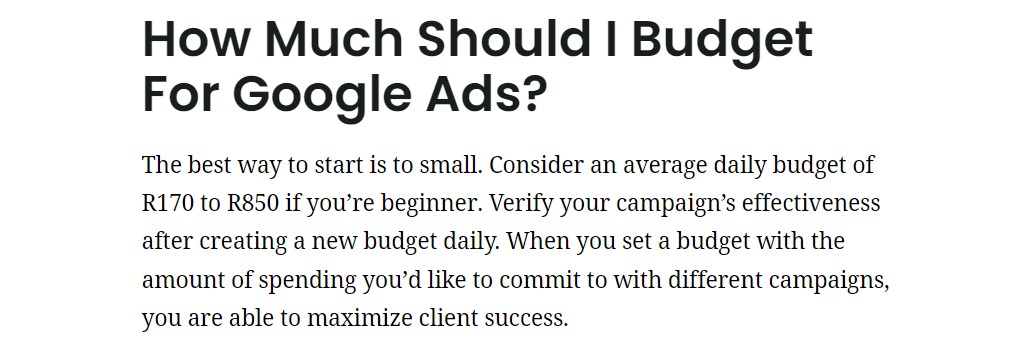 How Much Should I Budget
For Google Ads?
The best way to start is to small. Consider an average daily budget of
R170 to R850 if you’re beginner. Verify your campaign’s effectiveness
after creating a new budget daily. When you set a budget with the
amount of spending you’d like to commit to with different campaigns,
you are able to maximize client success.